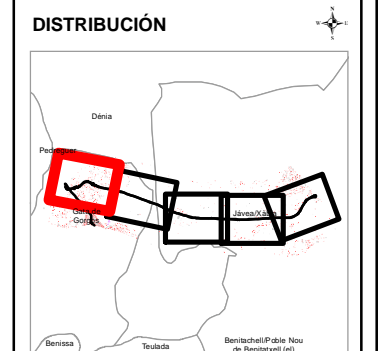 DISTRIBUCIÓN
N
W E
S
Dénia
Pedreguer
Gata de
Gorgos
Jávea/Xàbia
Benissa
Teulada
Benitachell/Poble Nou
de Benitatxell (el)